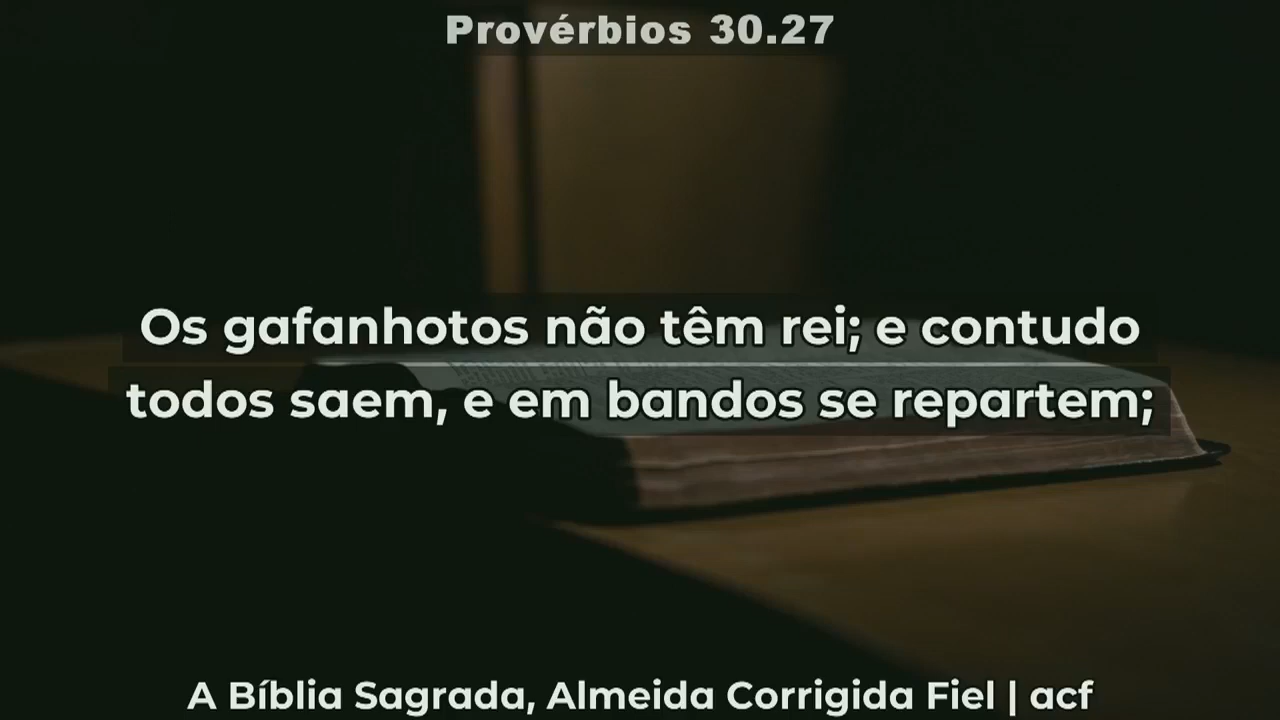 Provérbios 30.27
Os gafanhotos não têm rei; e contudo
todos saem, e em bandos se repartem;
A Bíblia Sagrada, Almeida Corrigida Fiel | acf